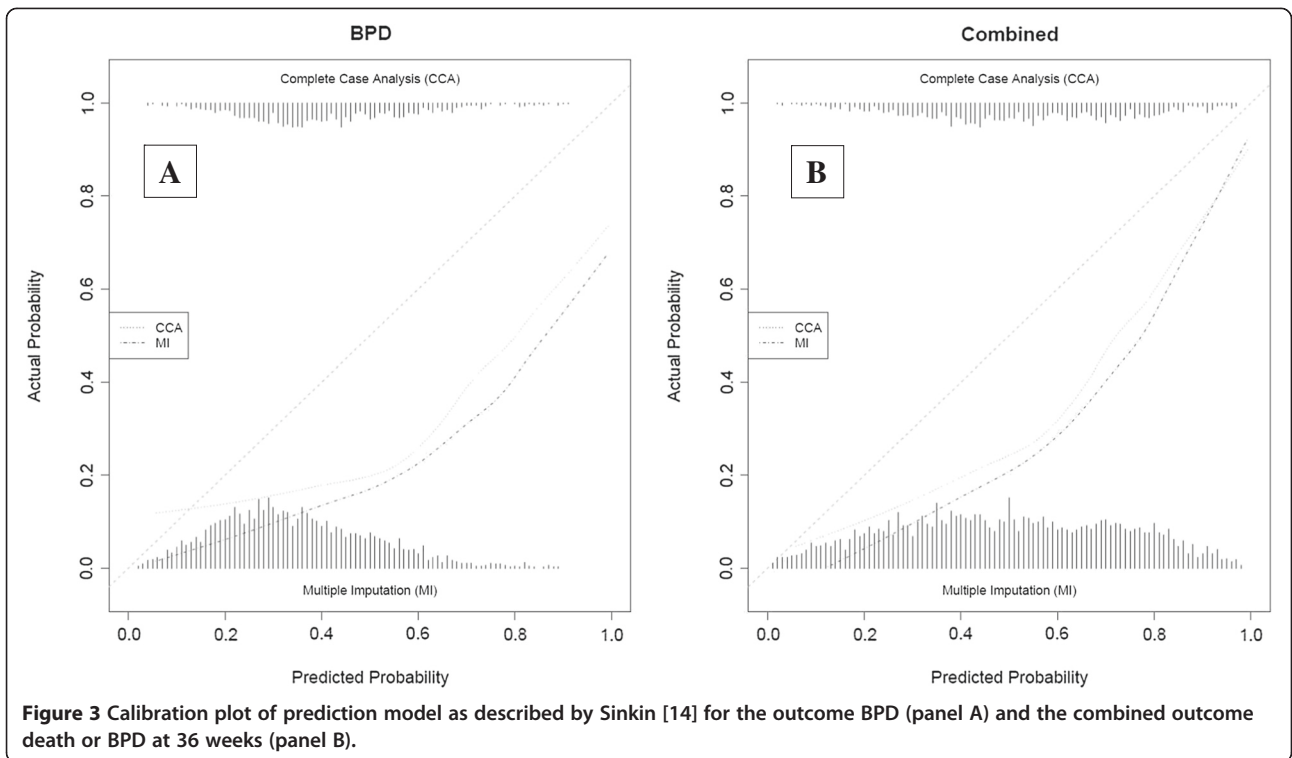 BPD
Complete Case Analysis (CCA)
A
CCA
MI
Multiple Imputation (MI)
Actual Probability
0.0
0.2
0.4
0.6
0.8
1.0
0.0 0.2 0.4 0.6 0.8 1.0
Predicted Probability
Combined
Complete Case Analysis (CCA)
B
CCA
MI
Multiple Imputation (MI)
Actual Probability
0.0
0.2
0.4
0.6
0.8
1.0
0.0 0.2 0.4 0.6 0.8 1.0
Predicted Probability
Figure 3 Calibration plot of prediction model as described by Sinkin [14] for the outcome BPD (panel A) and the combined outcome
death or BPD at 36 weeks (panel B).